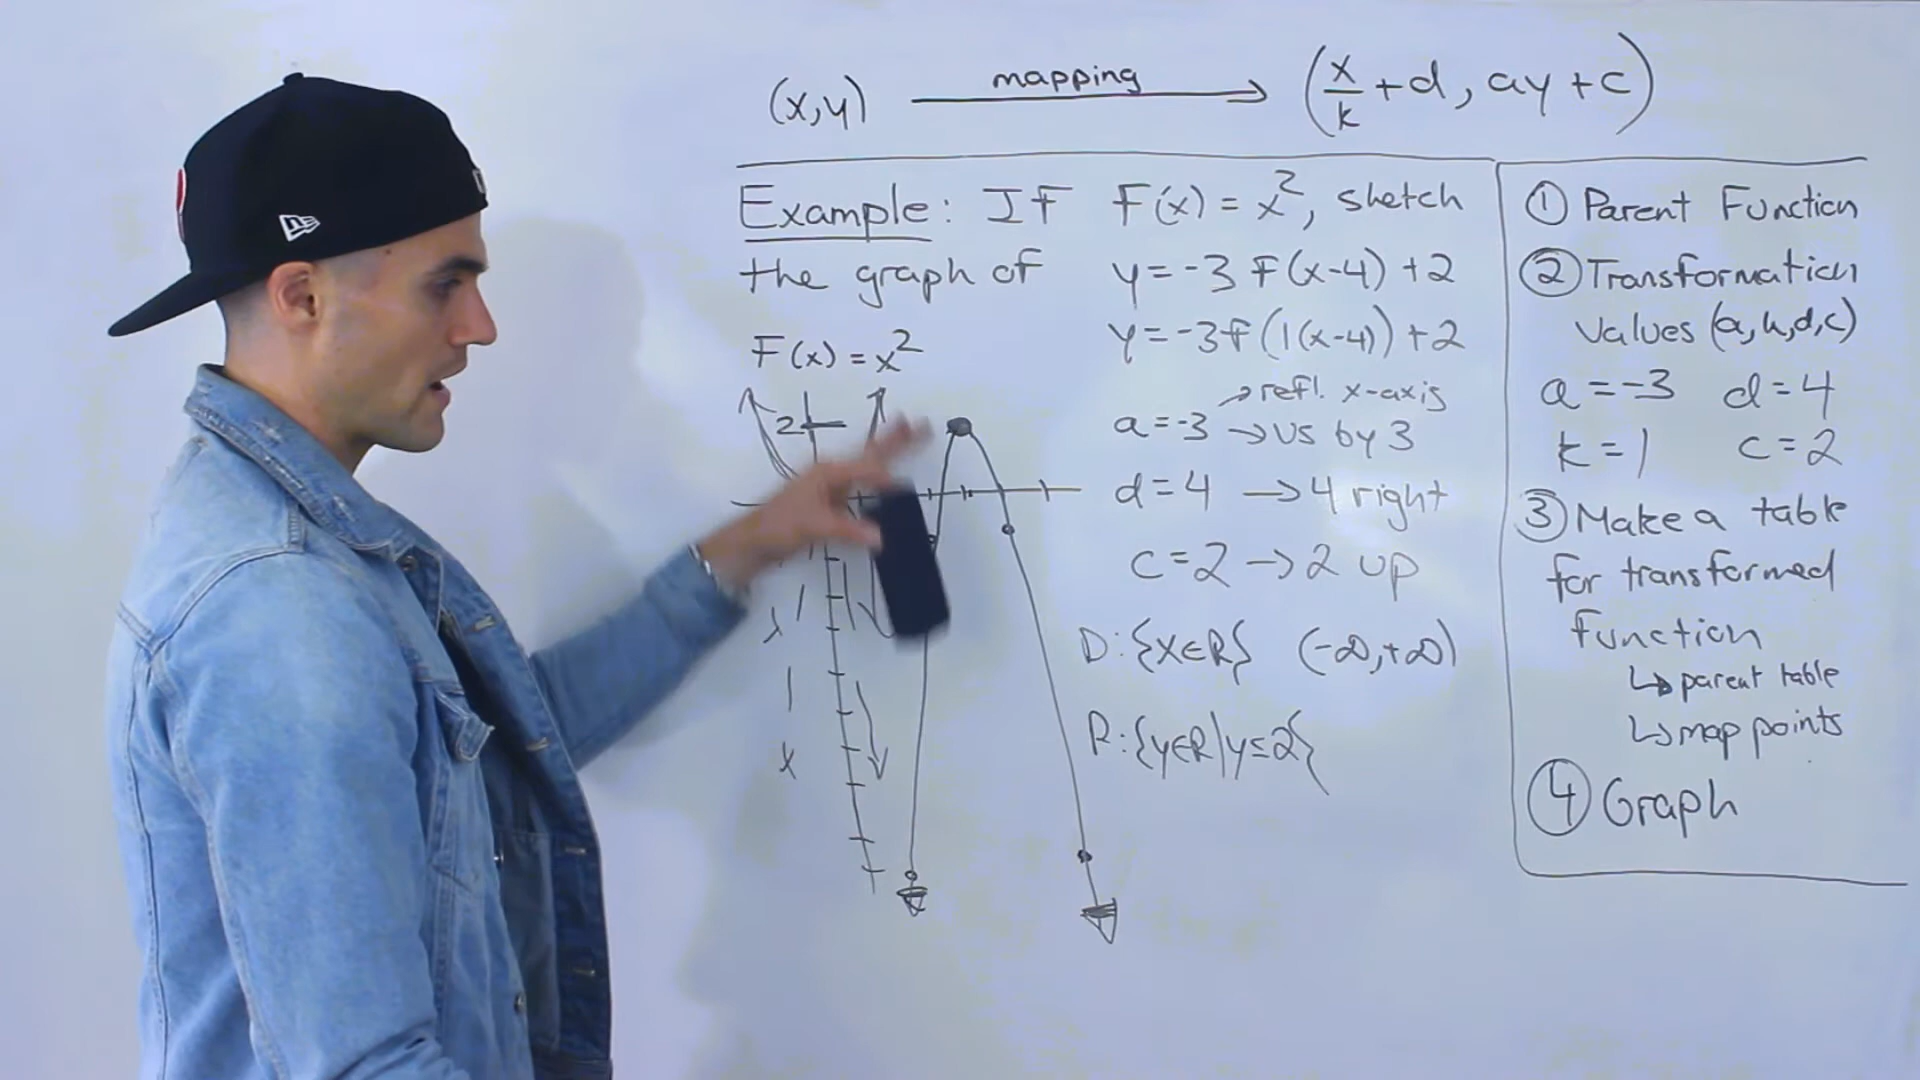 (x,y) mapping → (x/k + d, ay + c)
Example: If F(x) = x², sketch
the graph of y = -3 F(x-4) + 2
y = -3f(1(x-4)) + 2
F(x) = x²
2
→ refl. x-axis
a = -3 → VS by 3
d = 4 → 4 right
c = 2 → 2 up
D: {x∈R} (-∞,+∞)
R: {y∈R|y≤2}
① Parent Function
② Transformation
Values (a,k,d,c)
a = -3 d = 4
k = 1 c = 2
③ Make a table
for transformed
function
↳ parent table
↳ map points
④ Graph